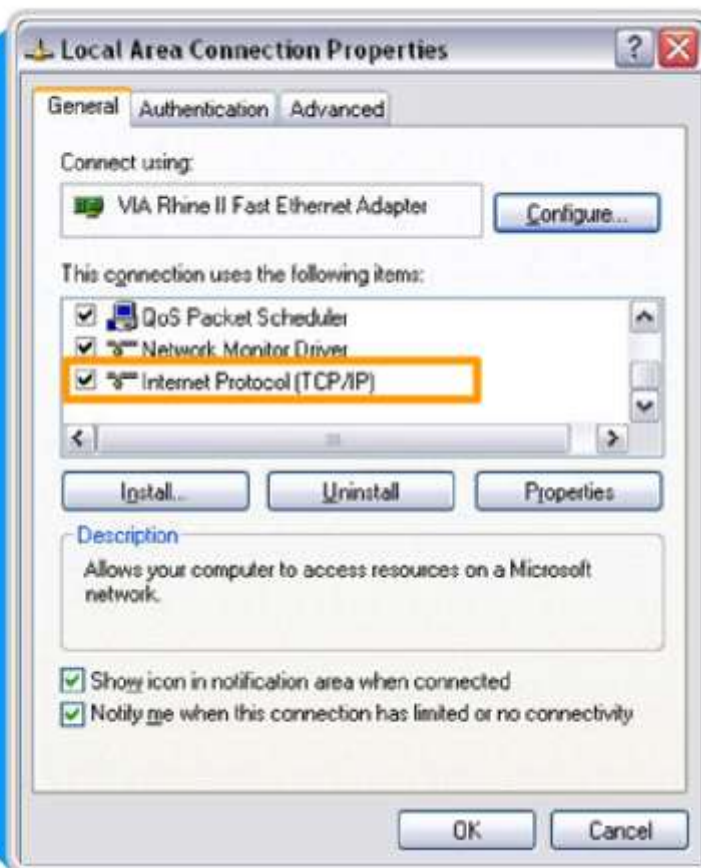 Local Area Connection Properties
General Authentication Advanced
Connect using:
VIA Rhine II Fast Ethernet Adapter
Configure...
This connection uses the following items:
QoS Packet Scheduler
Network Monitor Driver
Internet Protocol (TCP/IP)
Install... Uninstall Properties
Description
Allows your computer to access resources on a Microsoft
network.
Show icon in notification area when connected
Notify me when this connection has limited or no connectivity
OK Cancel